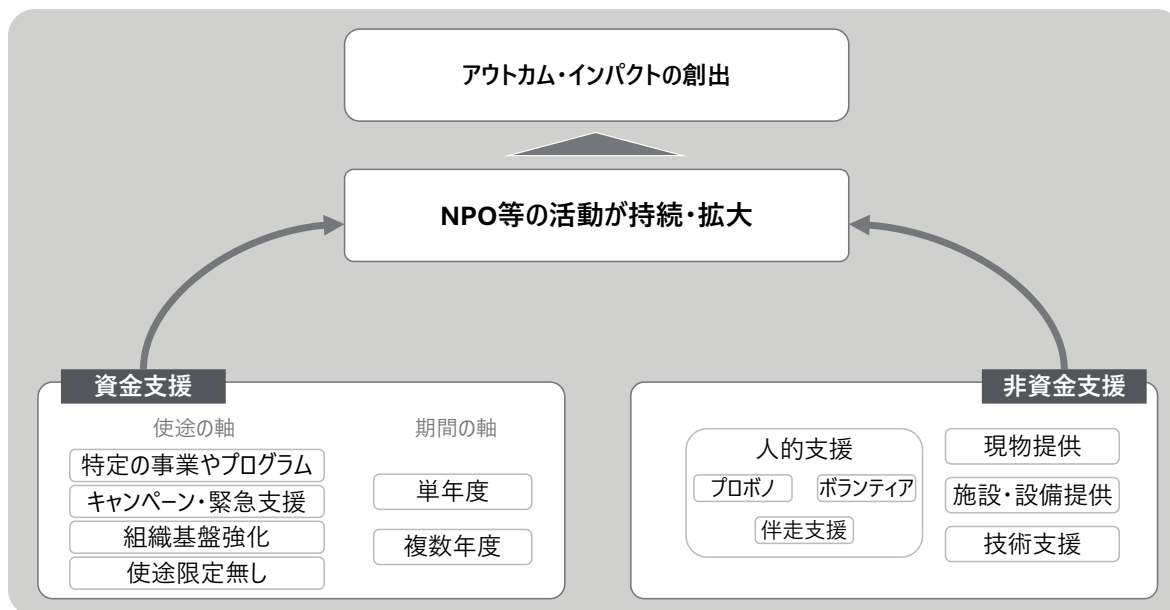 アウトカム・インパクトの創出
NPO等の活動が持続・拡大
資金支援
使途の軸
特定の事業やプログラム
キャンペーン・緊急支援
組織基盤強化
使途限定無し
期間の軸
単年度
複数年度
非資金支援
人的支援
プロボノ
ボランティア
伴走支援
現物提供
施設・設備提供
技術支援